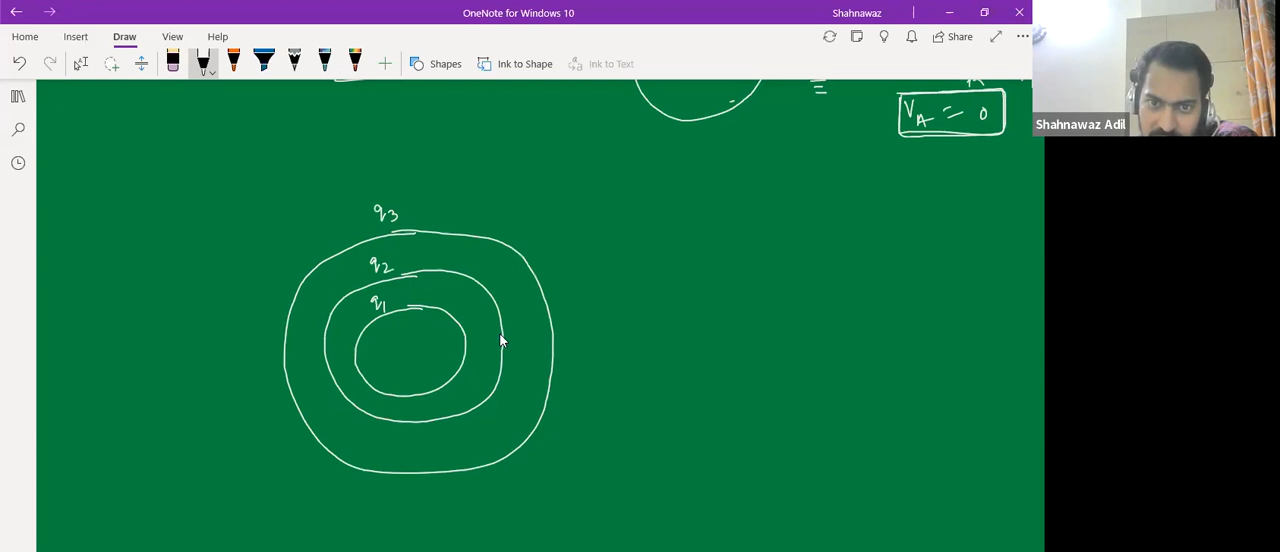 OneNote for Windows 10
Shahnawaz
Home Insert Draw View Help
Share
Shapes Ink to Shape Ink to Text
V_A = 0
Shahnawaz Adil
q3
q2
q1